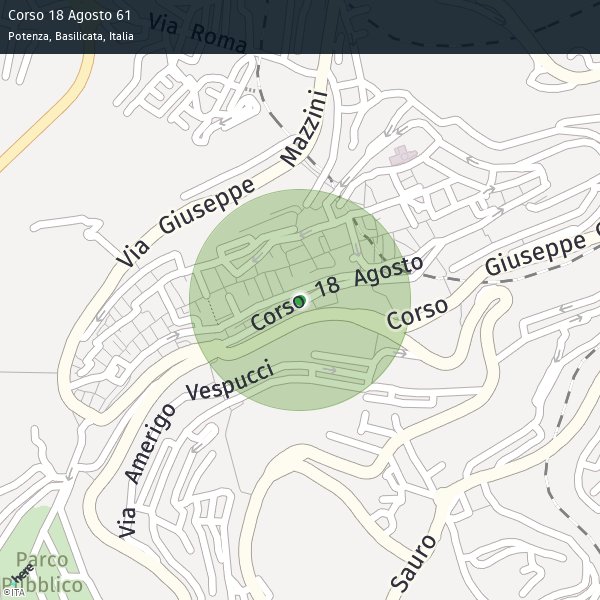 Corso 18 Agosto 61
Potenza, Basilicata, Italia
Via Roma
Via Giuseppe Mazzini
Corso 18 Agosto
Corso Giuseppe
Via Amerigo Vespucci
Sauro
Parco
Pubblico
here
©ITA